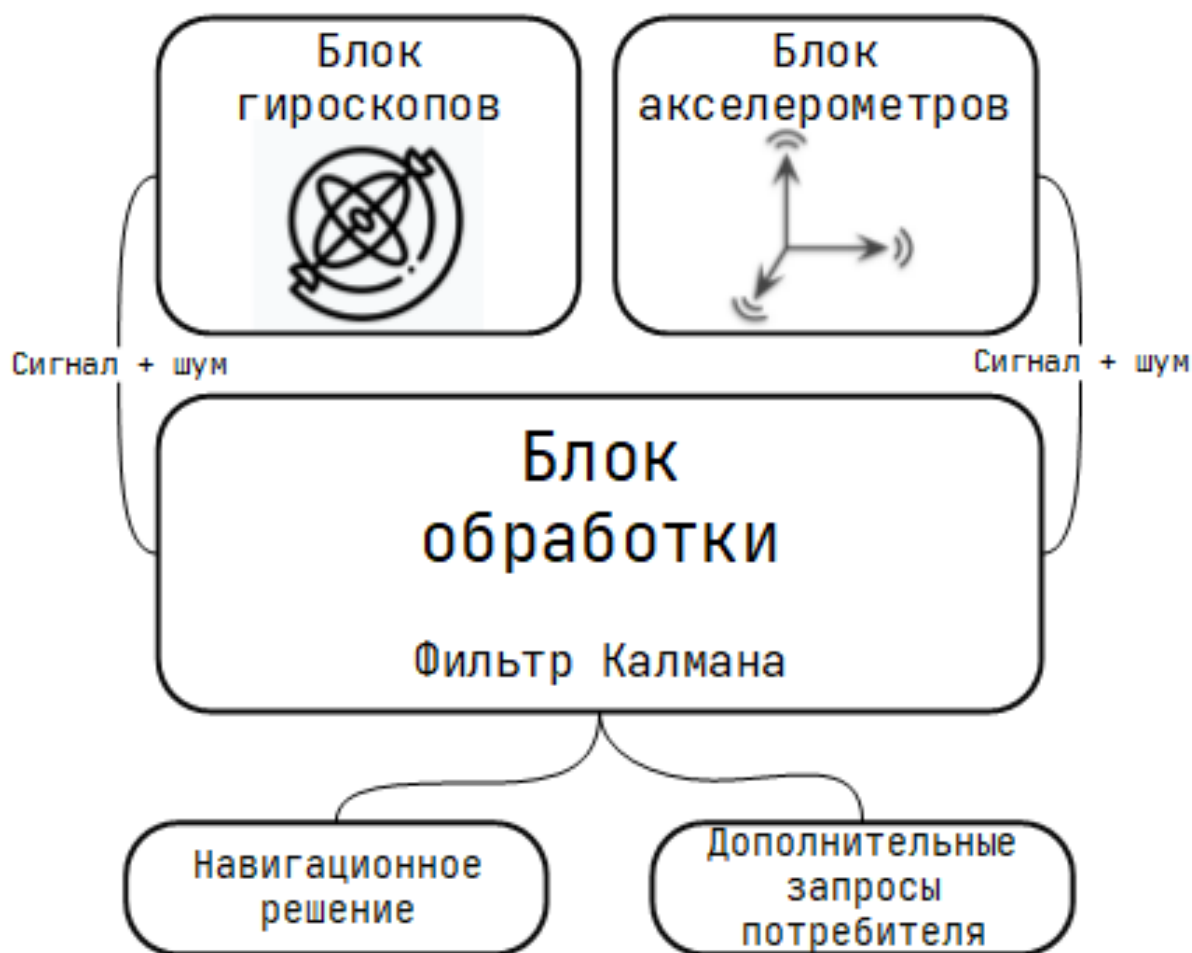 Блок
гироскопов
Блок
акселерометров
Сигнал + шум
Сигнал + шум
Блок
обработки
Фильтр Калмана
Навигационное
решение
Дополнительные
запросы
потребителя